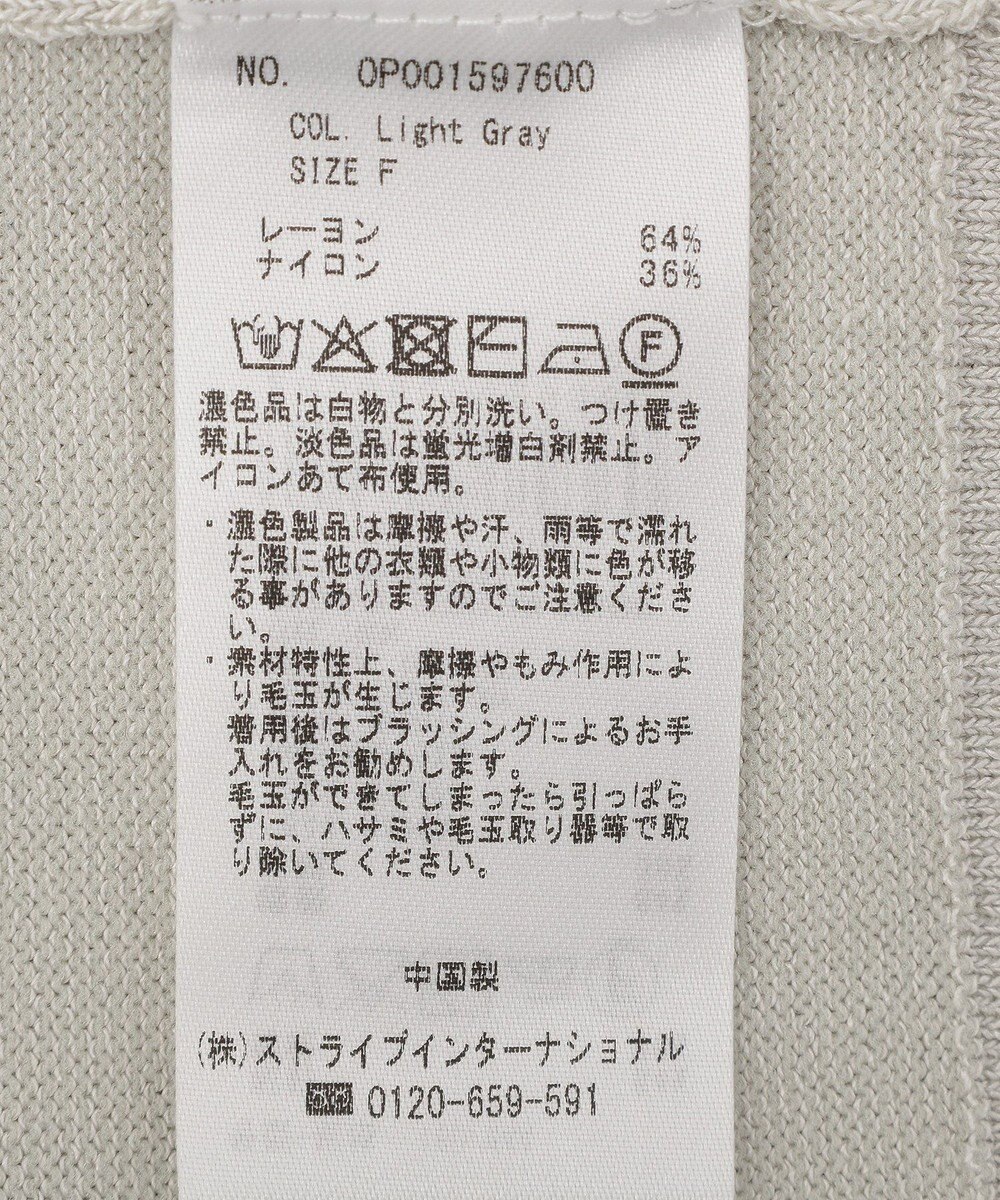 NO. OP001597600
COL. Light Gray
SIZE F
レーヨン 64%
ナイロン 36%
F
濃色品は白物と分別洗い。つけ置き
禁止。淡色品は蛍光増白剤禁止。ア
イロンあて布使用。
・濃色製品は摩擦や汗、雨等で濡れ
た際に他の衣類や小物類に色が移
る事がありますのでご注意くださ
い。
・素材特性上、摩擦やもみ作用によ
り毛玉が生じます。
着用後はブラッシングによるお手
入れをお勧めします。
毛玉ができてしまったら引っぱら
ずに、ハサミや毛玉取り器等で取
り除いてください。
中国製
(株)ストライプインターナショナル
0120-659-591